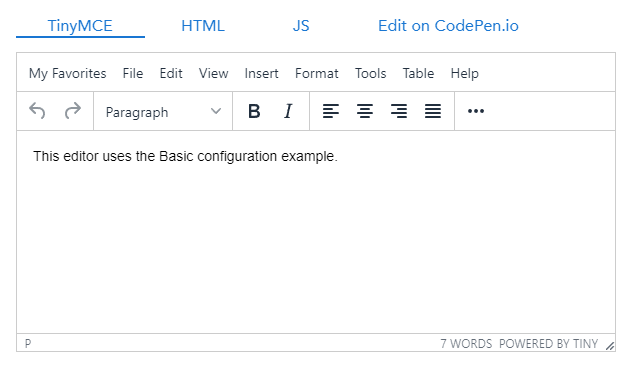 TinyMCE HTML JS Edit on CodePen.io
My Favorites File Edit View Insert Format Tools Table Help
Paragraph B I
This editor uses the Basic configuration example.
P 7 WORDS POWERED BY TINY